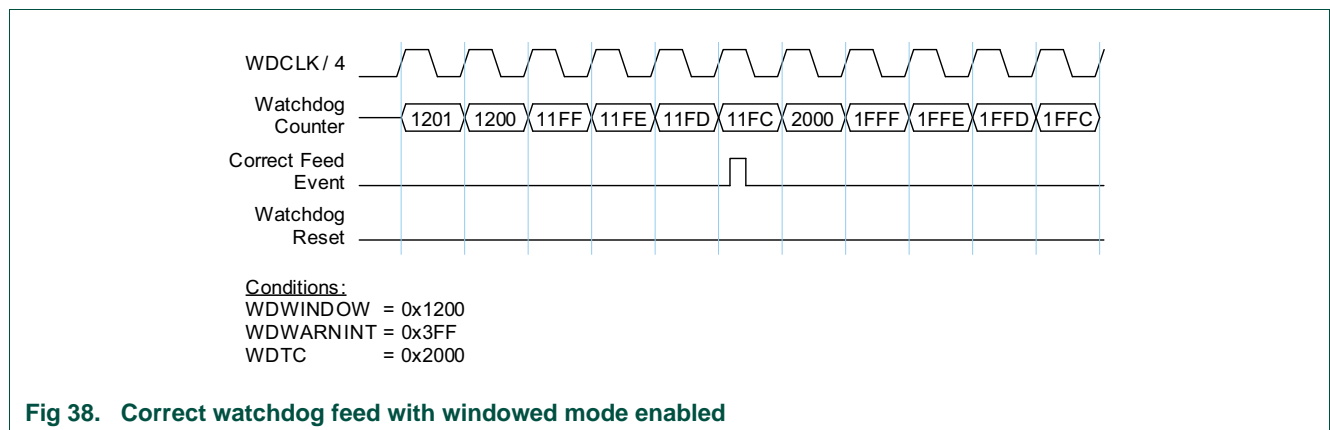 WDCLK / 4
Watchdog
Counter
1201 1200 11FF 11FE 11FD 11FC 2000 1FFF 1FFE 1FFD 1FFC
Correct Feed
Event
Watchdog
Reset
Conditions:
WDWINDOW = 0x1200
WDWARNINT = 0x3FF
WDTC = 0x2000
Fig 38. Correct watchdog feed with windowed mode enabled